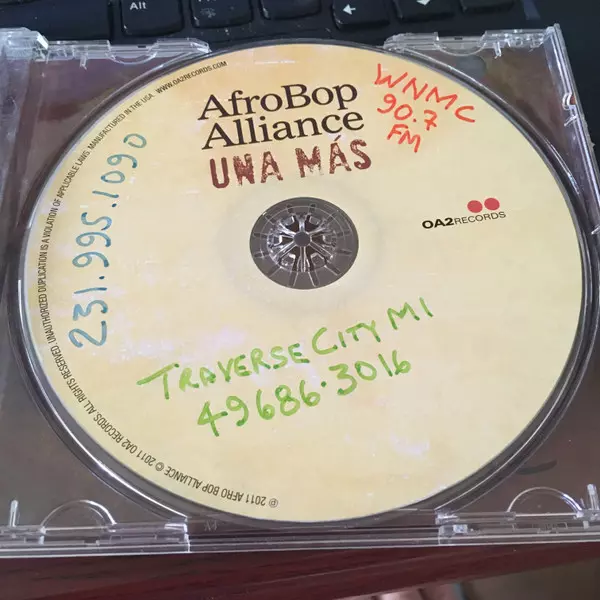 Alt
AfroBop
Alliance
UNA MÁS
WNMC
90.7
FM
231.995.1090
OA2RECORDS
TRAVERSE CITY MI
49686.3016
℗ 2011 AFRO BOP ALLIANCE © 2011 OA2 RECORDS ALL RIGHTS RESERVED. UNAUTHORIZED DUPLICATION IS A VIOLATION OF APPLICABLE LAWS. MANUFACTURED IN THE USA WWW.OA2RECORDS.COM